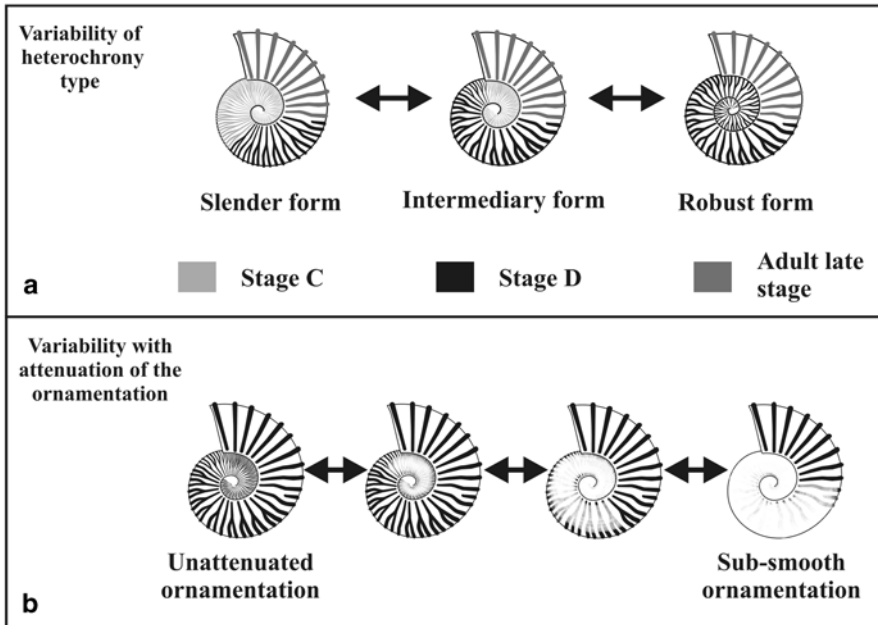 Variability of
heterochrony
type
Slender form
Intermediary form
Robust form
Stage C
Stage D
Adult late
stage
a
Variability with
attenuation of the
ornamentation
Unattenuated
ornamentation
Sub-smooth
ornamentation
b